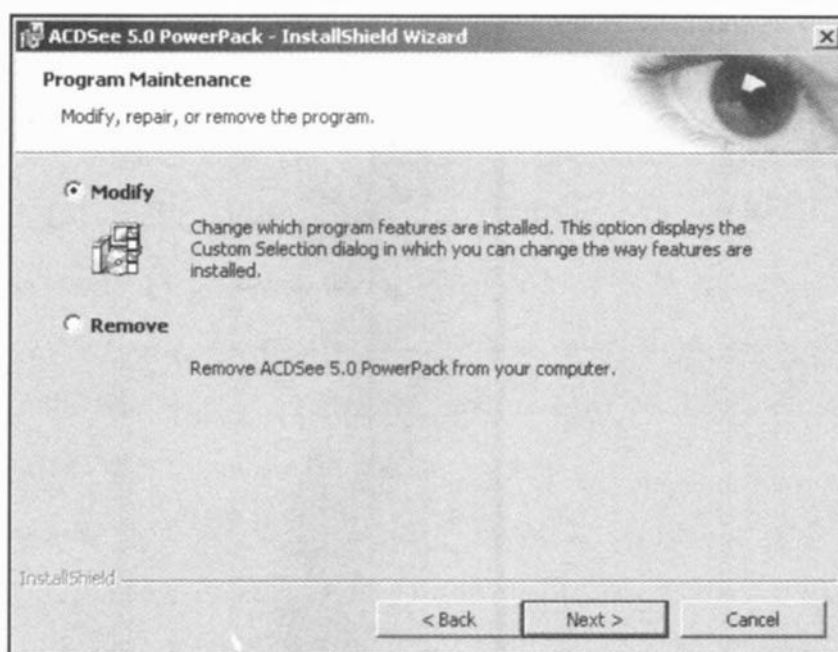 ACDSee 5.0 PowerPack - InstallShield Wizard
Program Maintenance
Modify, repair, or remove the program.
Modify
Change which program features are installed. This option displays the
Custom Selection dialog in which you can change the way features are
installed.
Remove
Remove ACDSee 5.0 PowerPack from your computer.
InstallShield
< Back Next > Cancel